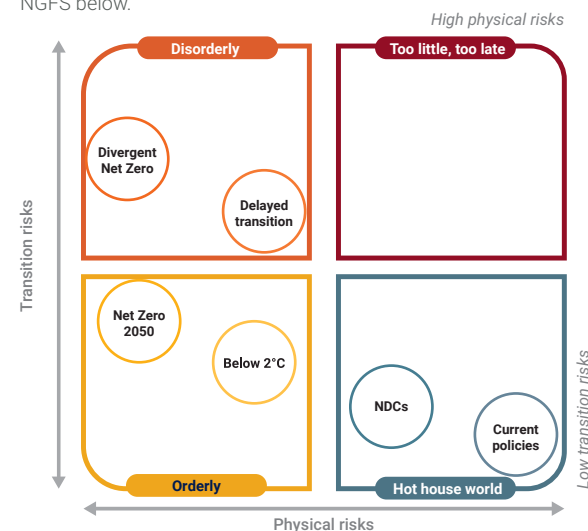 NGFS below.
High physical risks
Disorderly
Too little, too late
Divergent
Net Zero
Delayed
transition
Transition risks
Net Zero
2050
Below 2°C
NDCs
Current
policies
Low transition risks
Orderly
Hot house world
Physical risks